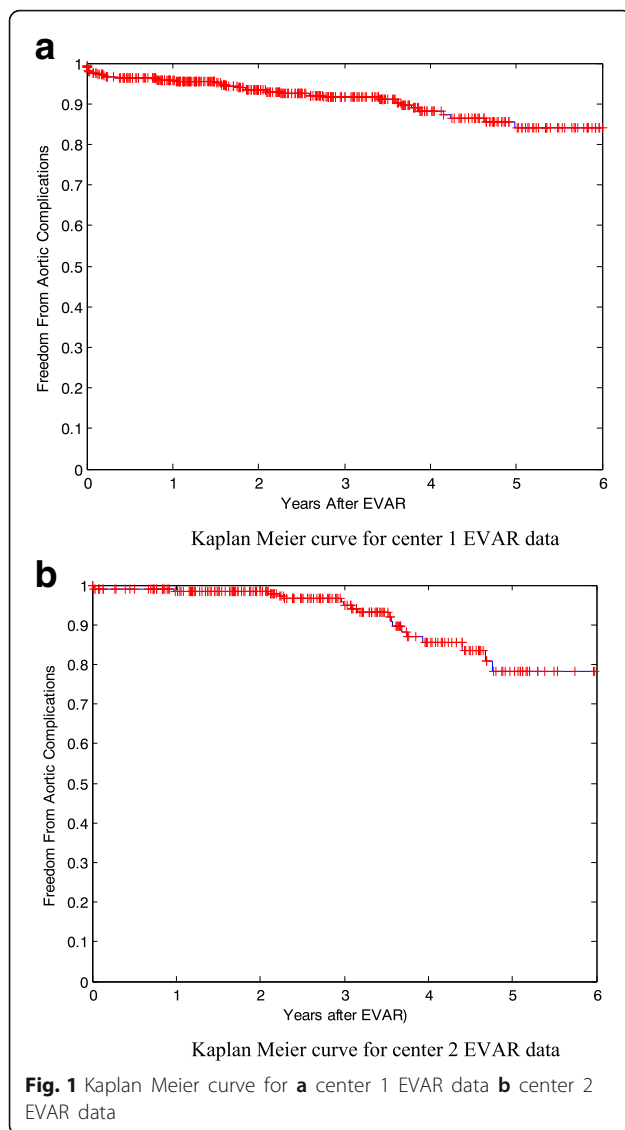 a
1
0.9
0.8
0.7
0.6
0.5
0.4
0.3
0.2
0.1
0
Freedom From Aortic Complications
0 1 2 3 4 5 6
Years After EVAR
Kaplan Meier curve for center 1 EVAR data
b
1
0.9
0.8
0.7
0.6
0.5
0.4
0.3
0.2
0.1
0
Freedom From Aortic Complications
0 1 2 3 4 5 6
Years after EVAR)
Kaplan Meier curve for center 2 EVAR data
Fig. 1 Kaplan Meier curve for a center 1 EVAR data b center 2
EVAR data